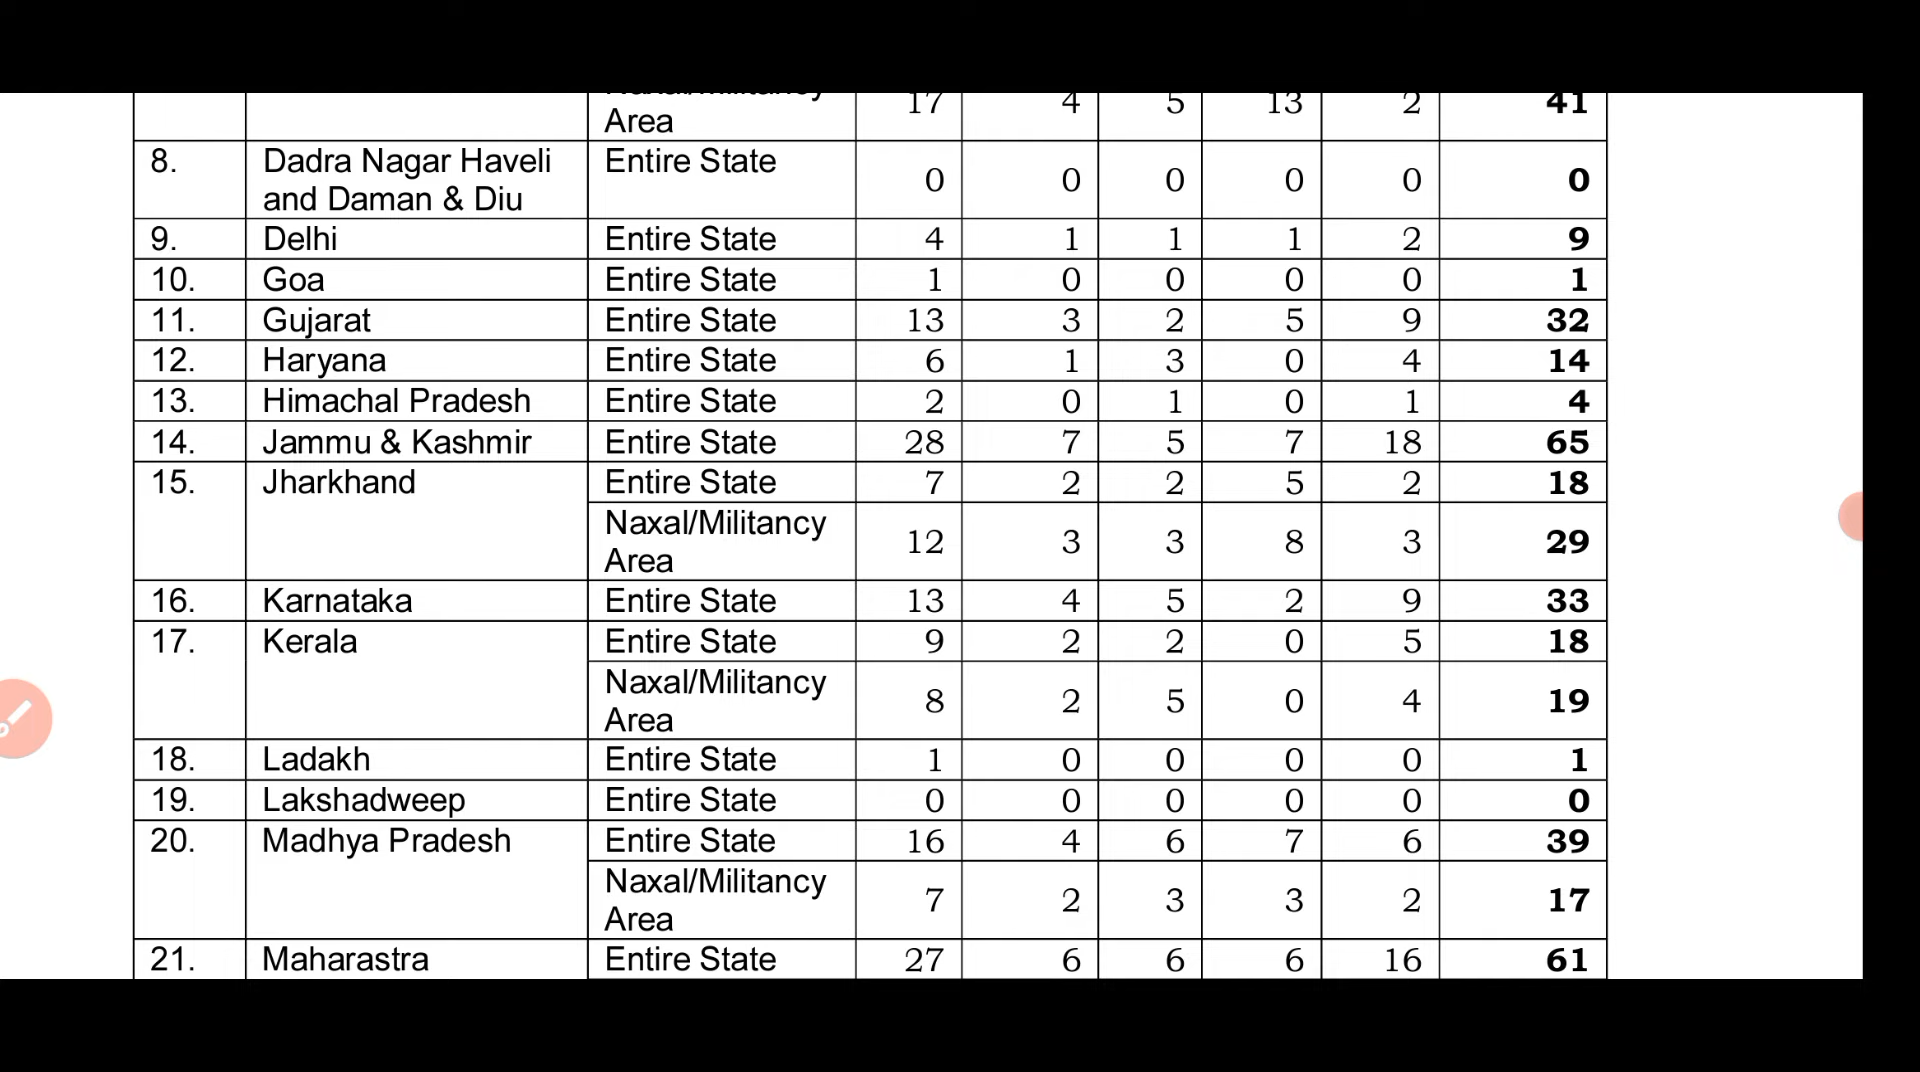 Area 17 4 5 13 2 41
8. Dadra Nagar Haveli Entire State
and Daman & Diu 0 0 0 0 0 0
9. Delhi Entire State 4 1 1 1 2 9
10. Goa Entire State 1 0 0 0 0 1
11. Gujarat Entire State 13 3 2 5 9 32
12. Haryana Entire State 6 1 3 0 4 14
13. Himachal Pradesh Entire State 2 0 1 0 1 4
14. Jammu & Kashmir Entire State 28 7 5 7 18 65
15. Jharkhand Entire State 7 2 2 5 2 18
Naxal/Militancy
Area 12 3 3 8 3 29
16. Karnataka Entire State 13 4 5 2 9 33
17. Kerala Entire State 9 2 2 0 5 18
Naxal/Militancy
Area 8 2 5 0 4 19
18. Ladakh Entire State 1 0 0 0 0 1
19. Lakshadweep Entire State 0 0 0 0 0 0
20. Madhya Pradesh Entire State 16 4 6 7 6 39
Naxal/Militancy
Area 7 2 3 3 2 17
21. Maharastra Entire State 27 6 6 6 16 61